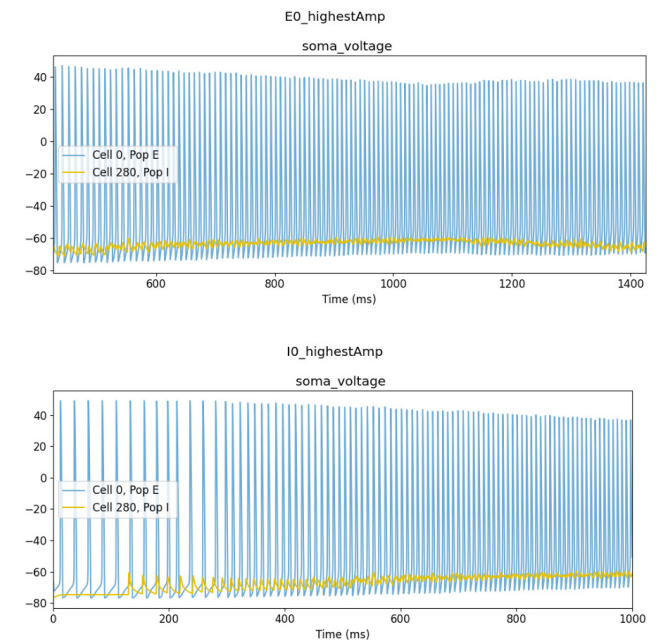 E0_highestAmp
soma_voltage
40
20
0
Cell 0, Pop E
−20
Cell 280, Pop I
−40
−60
−80
600 800 1000 1200 1400
Time (ms)
I0_highestAmp
soma_voltage
40
20
0
Cell 0, Pop E
−20
Cell 280, Pop I
−40
−60
−80
0 200 400 600 800 1000
Time (ms)